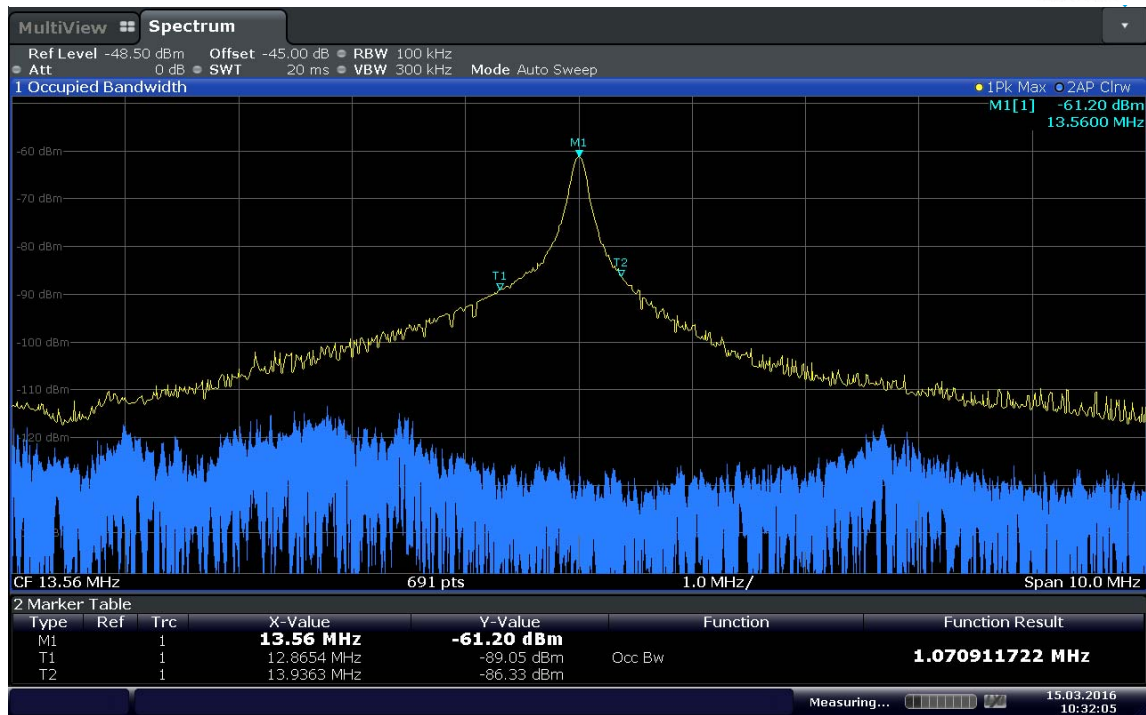 MultiView Spectrum
Ref Level -48.50 dBm Offset -45.00 dB RBW 100 kHz
Att 0 dB SWT 20 ms VBW 300 kHz Mode Auto Sweep
1 Occupied Bandwidth 1Pk Max 2AP Clrw
M1[1] -61.20 dBm
13.5600 MHz
M1
-60 dBm
-70 dBm
-80 dBm
T2
T1
-90 dBm
-100 dBm
-110 dBm
-120 dBm
CF 13.56 MHz 691 pts 1.0 MHz/ Span 10.0 MHz
2 Marker Table
Type Ref Trc X-Value Y-Value Function Function Result
M1 1 13.56 MHz -61.20 dBm
T1 1 12.8654 MHz -89.05 dBm Occ Bw 1.070911722 MHz
T2 1 13.9363 MHz -86.33 dBm
Measuring... 15.03.2016
10:32:05